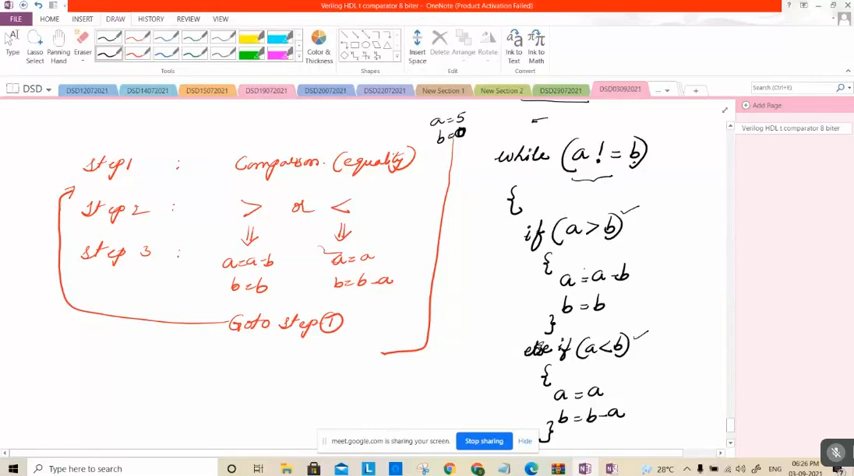 Verilog HDL t comparator 8 biter - OneNote (Product Activation Failed)
FILE HOME INSERT DRAW HISTORY REVIEW VIEW
Type
Lasso Select
Panning Hand
Eraser
Color & Thickness
Insert Space
Delete
Arrange
Rotate
Ink to Text
Ink to Math
Tools
Shapes
Edit
Convert
DSD
DSD12072021 DSD14072021 DSD15072021 DSD19072021 DSD20072021 DSD22072021 New Section 1 New Section 2 DSD29072021 DSD03092021
Search (Ctrl+E)
Add Page
Verilog HDL t comparator 8 biter
Step1 : Comparison (equality)
Step 2 : > or <
Step 3 : a=a-b a=a
b=b b=b-a
Goto step 1
a=5
b=0
while (a != b)
{
if (a>b)
{
a=a-b
b=b
}
else if (a<b)
{
a=a
b=b-a
}
meet.google.com is sharing your screen. Stop sharing Hide
Type here to search
28°C
ENG
06:26 PM
03-09-2021